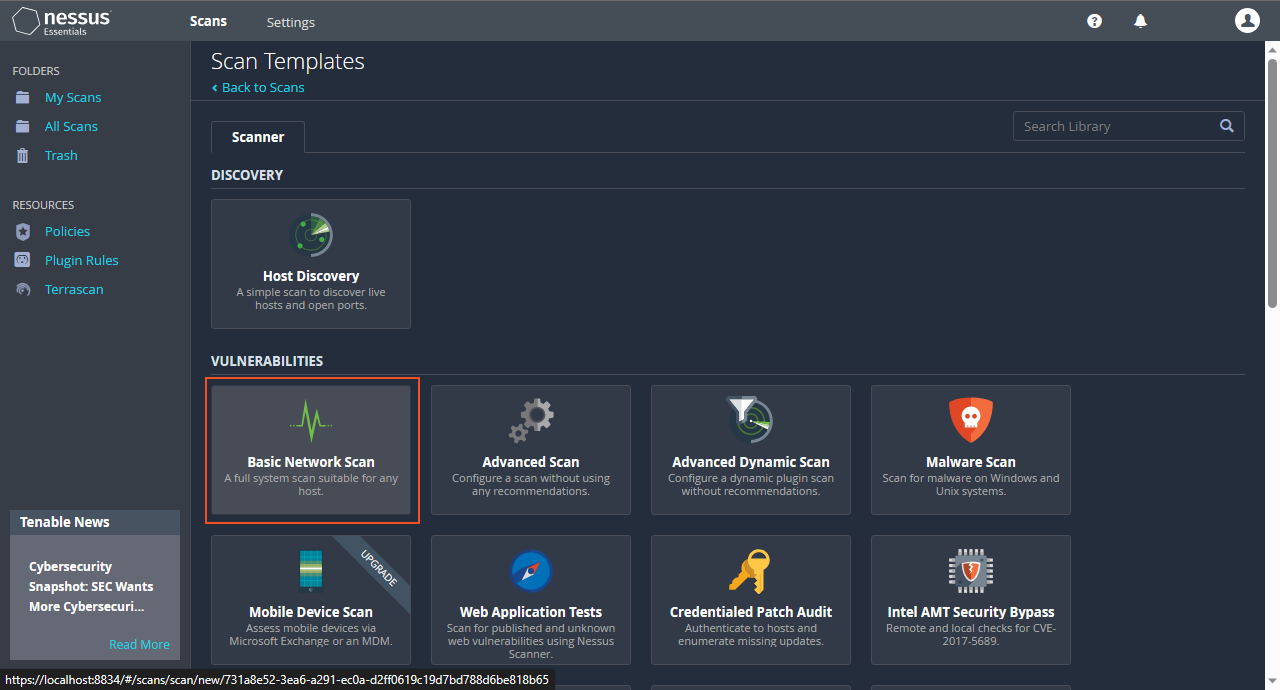 nessus
Essentials
Scans
Settings
FOLDERS
My Scans
All Scans
Trash
RESOURCES
Policies
Plugin Rules
Terrascan
Tenable News
Cybersecurity
Snapshot: SEC Wants
More Cybersecuri...
Read More
Scan Templates
Back to Scans
Scanner
Search Library
DISCOVERY
Host Discovery
A simple scan to discover live
hosts and open ports.
VULNERABILITIES
Basic Network Scan
A full system scan suitable for any
host.
Advanced Scan
Configure a scan without using
any recommendations.
Advanced Dynamic Scan
Configure a dynamic plugin scan
without recommendations.
Malware Scan
Scan for malware on Windows and
Unix systems.
UPGRADE
Mobile Device Scan
Assess mobile devices via
Microsoft Exchange or an MDM.
Web Application Tests
Scan for published and unknown
web vulnerabilities using Nessus
Scanner.
Credentialed Patch Audit
Authenticate to hosts and
enumerate missing updates.
Intel AMT Security Bypass
Remote and local checks for CVE-
2017-5689.
https://localhost:8834/#/scans/scan/new/731a8e52-3ea6-a291-ec0a-d2ff0619c19d7bd788d6be818b65